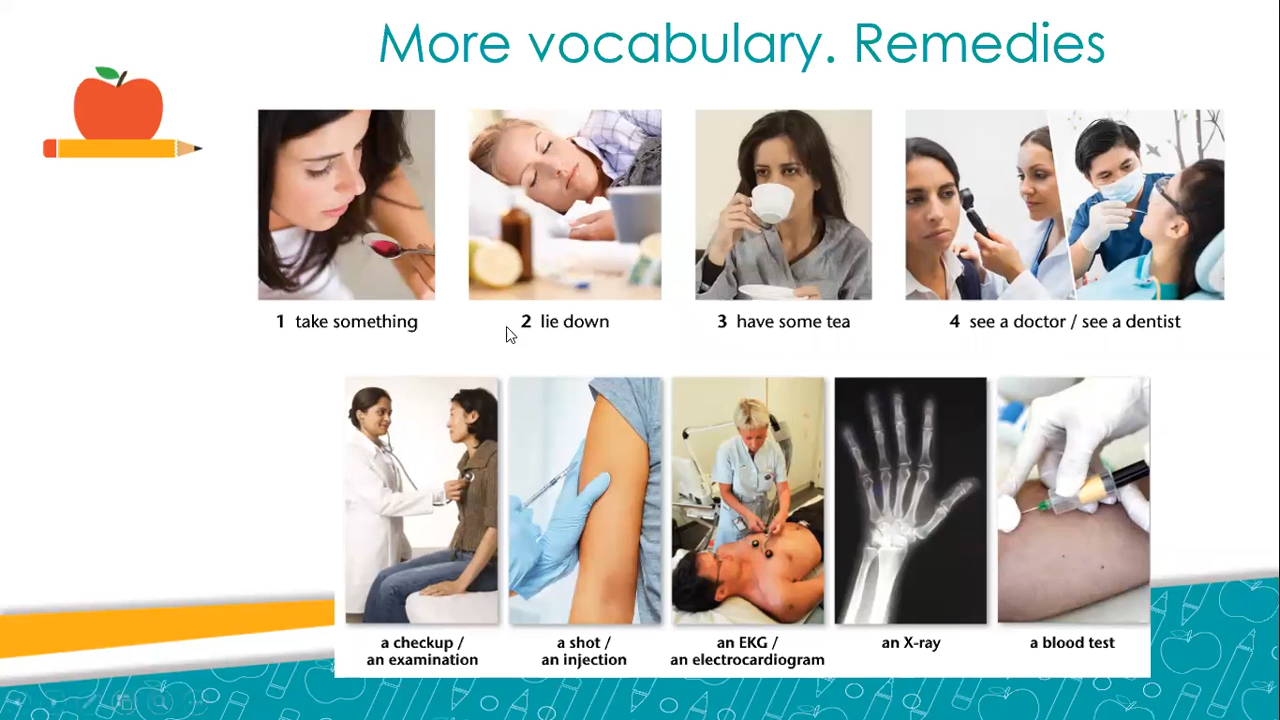 More vocabulary. Remedies
1 take something
2 lie down
3 have some tea
4 see a doctor / see a dentist
a checkup /
an examination
a shot /
an injection
an EKG /
an electrocardiogram
an X-ray
a blood test